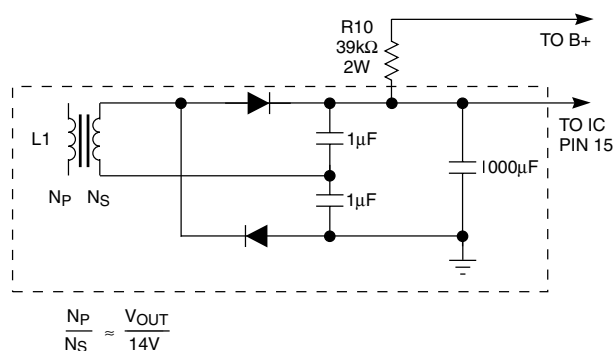 R10
39kΩ
2W
TO B+
L1
NP NS
1µF
1µF
1000µF
TO IC
PIN 15
NP/NS ≈ VOUT/14V